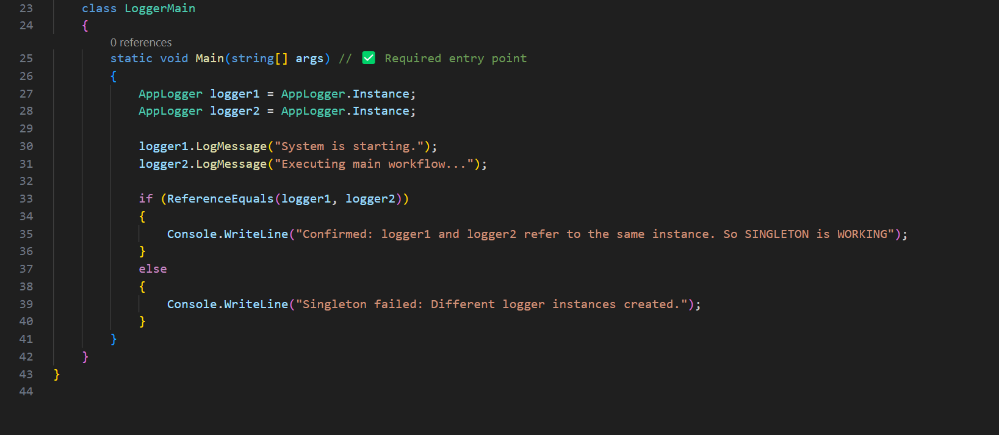 23 class LoggerMain
24 {
0 references
25 static void Main(string[] args) // ✅ Required entry point
26 {
27 AppLogger logger1 = AppLogger.Instance;
28 AppLogger logger2 = AppLogger.Instance;
29
30 logger1.LogMessage("System is starting.");
31 logger2.LogMessage("Executing main workflow...");
32
33 if (ReferenceEquals(logger1, logger2))
34 {
35 Console.WriteLine("Confirmed: logger1 and logger2 refer to the same instance. So SINGLETON is WORKING");
36 }
37 else
38 {
39 Console.WriteLine("Singleton failed: Different logger instances created.");
40 }
41 }
42 }
43 }
44